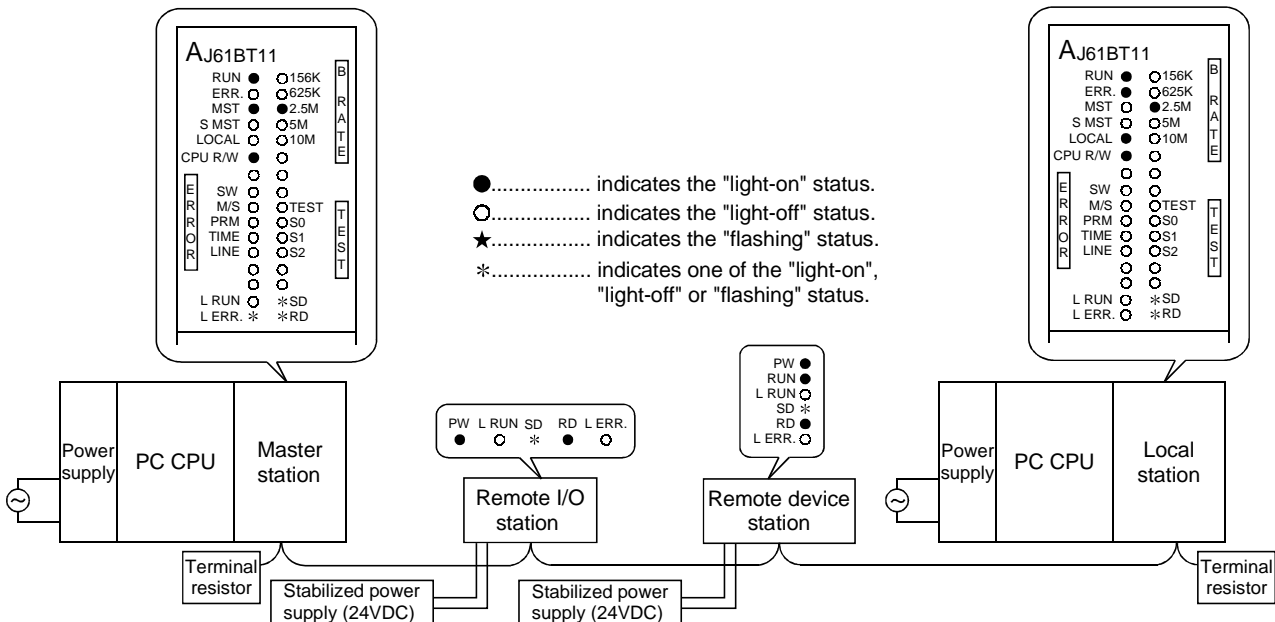 AJ61BT11
RUN ● ○ 156K
ERR. ○ ○ 625K
MST ● ● 2.5M
S MST ○ ○ 5M
LOCAL ○ ○ 10M
CPU R/W ● ○
○ ○
SW ○ ○
M/S ○ ○ TEST
PRM ○ ○ S0
TIME ○ ○ S1
LINE ○ ○ S2
○ ○
○ ○
L RUN ○ * SD
L ERR. * * RD
B RATE
ERROR
TEST
● ................. indicates the "light-on" status.
○ ................. indicates the "light-off" status.
★ ................. indicates the "flashing" status.
* ................. indicates one of the "light-on",
"light-off" or "flashing" status.
AJ61BT11
RUN ● ○ 156K
ERR. ● ○ 625K
MST ○ ● 2.5M
S MST ○ ○ 5M
LOCAL ● ○ 10M
CPU R/W ● ○
○ ○
SW ○ ○
M/S ○ ○ TEST
PRM ○ ○ S0
TIME ○ ○ S1
LINE ○ ○ S2
○ ○
○ ○
L RUN ○ * SD
L ERR. ○ * RD
B RATE
ERROR
TEST
PW L RUN SD RD L ERR.
● ○ * ● ○
PW ●
RUN ●
L RUN ○
SD *
RD ●
L ERR. ○
Power
supply
PC CPU
Master
station
Remote I/O
station
Remote device
station
Power
supply
PC CPU
Local
station
Terminal
resistor
Stabilized power
supply (24VDC)
Stabilized power
supply (24VDC)
Terminal
resistor